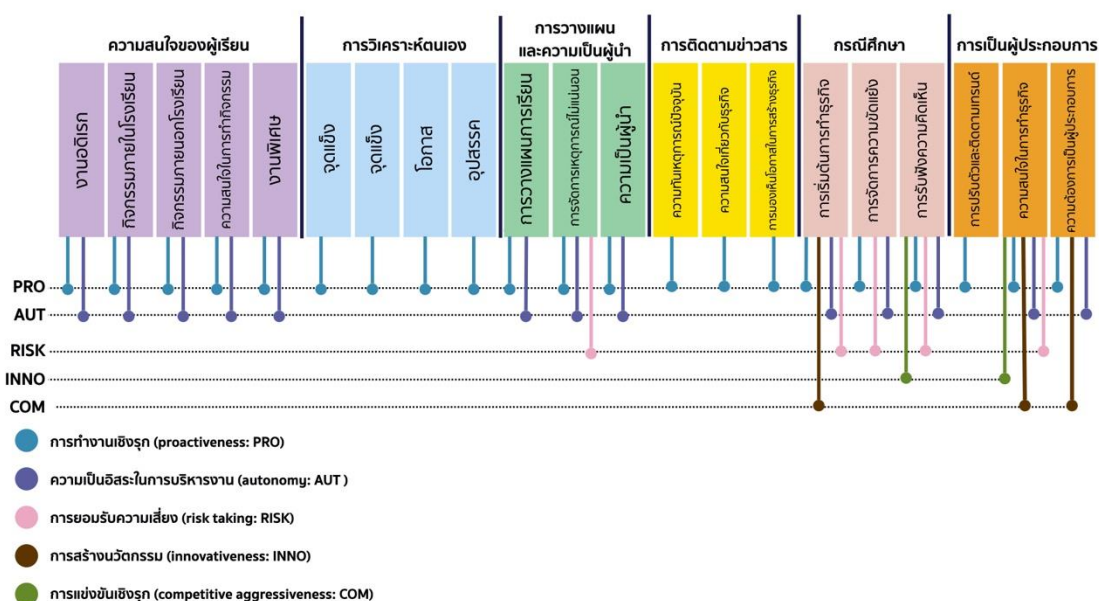 ความสนใจของผู้เรียน
การวิเคราะห์ตนเอง
การวางแผน
และความเป็นผู้นำ
การติดตามข่าวสาร
กรณีศึกษา
การเป็นผู้ประกอบการ
งานอดิเรก
กิจกรรมภายในโรงเรียน
กิจกรรมภายนอกโรงเรียน
ความสนใจในการทำกิจกรรม
งานพิเศษ
จุดแข็ง
จุดแข็ง
โอกาส
อุปสรรค
การวางแผนการเรียน
การจัดการเหตุการณ์ไม่แน่นอน
ความเป็นผู้นำ
ความทันเหตุการณ์ปัจจุบัน
ความสนใจเกี่ยวกับธุรกิจ
การมองเห็นโอกาสในการสร้างธุรกิจ
การเริ่มต้นการทำธุรกิจ
การจัดการความขัดแย้ง
การรับฟังความคิดเห็น
การปรับตัวและติดตามเทรนด์
ความสนใจในการทำธุรกิจ
ความต้องการเป็นผู้ประกอบการ
PRO
AUT
RISK
INNO
COM
การทำงานเชิงรุก (proactiveness: PRO)
ความเป็นอิสระในการบริหารงาน (autonomy: AUT )
การยอมรับความเสี่ยง (risk taking: RISK)
การสร้างนวัตกรรม (innovativeness: INNO)
การแข่งขันเชิงรุก (competitive aggressiveness: COM)